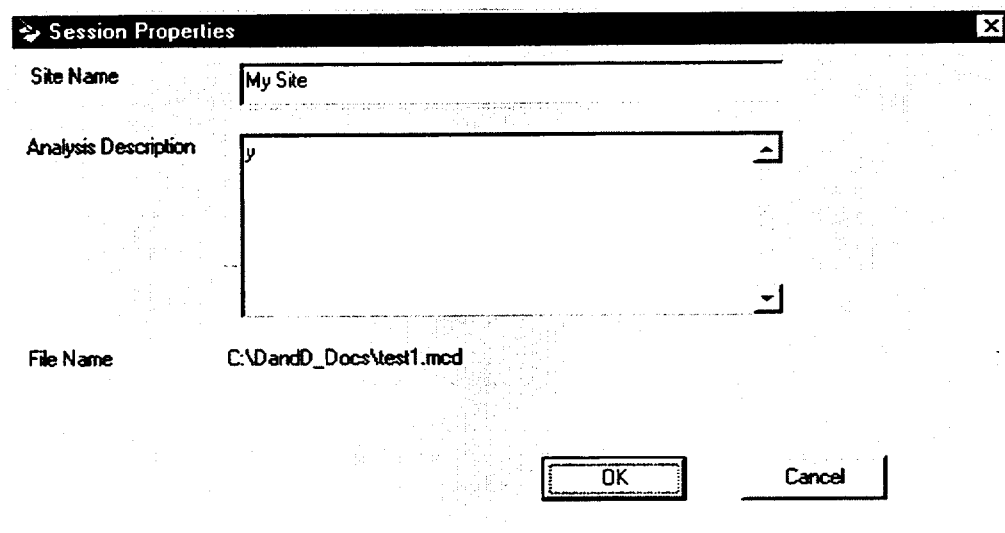 Session Properties
Site Name
My Site
Analysis Description
y
File Name
C:\DandD_Docs\test1.mcd
OK
Cancel